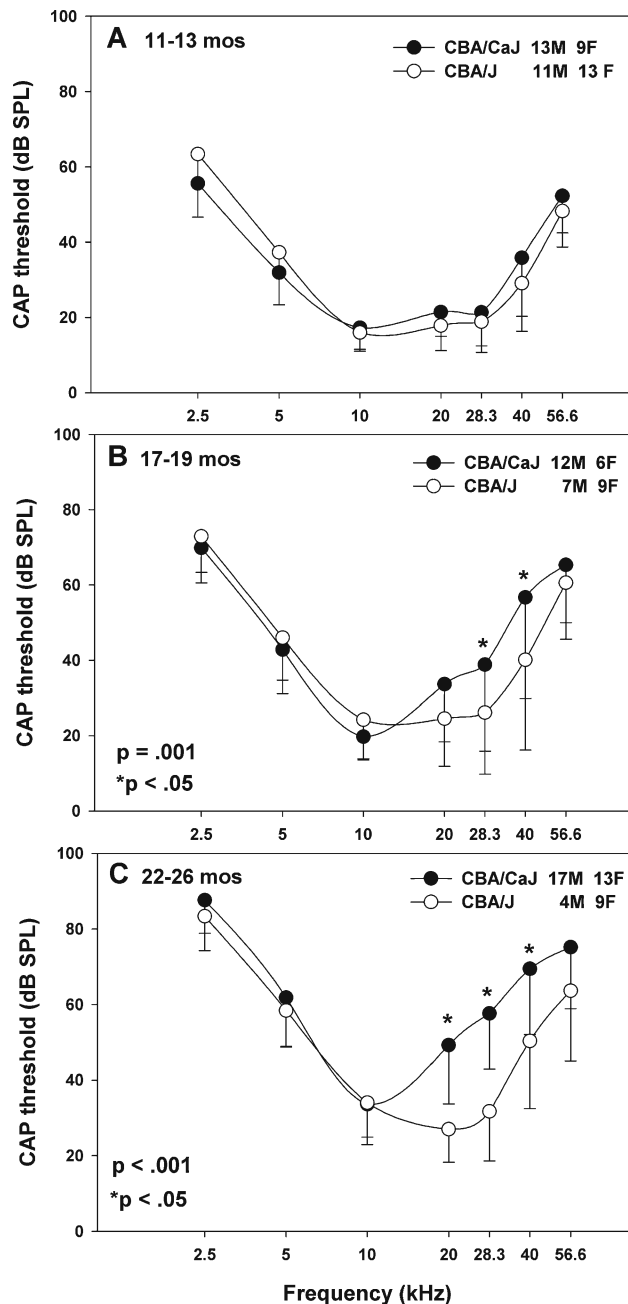 A 11-13 mos
CBA/CaJ 13M 9F
CBA/J 11M 13 F
CAP threshold (dB SPL)
100
80
60
40
20
0
2.5 5 10 20 28.3 40 56.6
B 17-19 mos
CBA/CaJ 12M 6F
CBA/J 7M 9F
CAP threshold (dB SPL)
100
80
60
40
20
0
* *
p = .001
*p < .05
2.5 5 10 20 28.3 40 56.6
C 22-26 mos
CBA/CaJ 17M 13F
CBA/J 4M 9F
CAP threshold (dB SPL)
100
80
60
40
20
0
* * *
p < .001
*p < .05
2.5 5 10 20 28.3 40 56.6
Frequency (kHz)